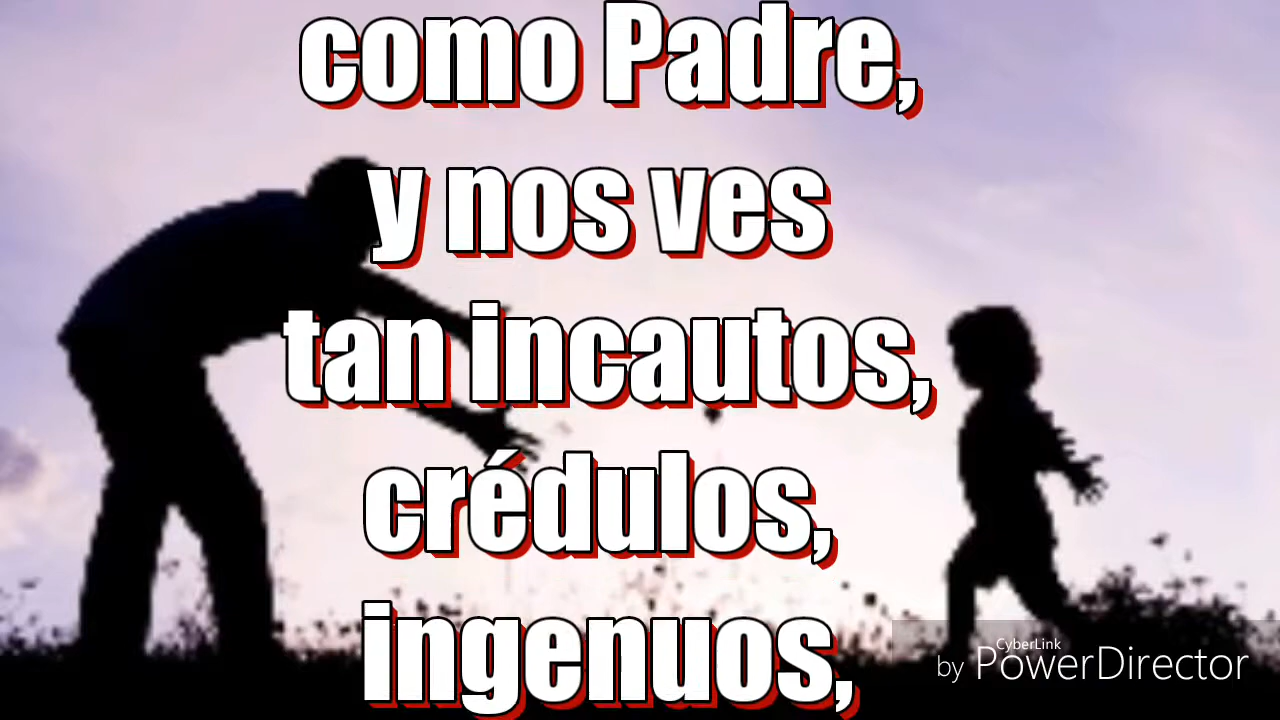 como Padre,
y nos ves
tan incautos,
crédulos,
ingenuos,
CyberLink
by PowerDirector